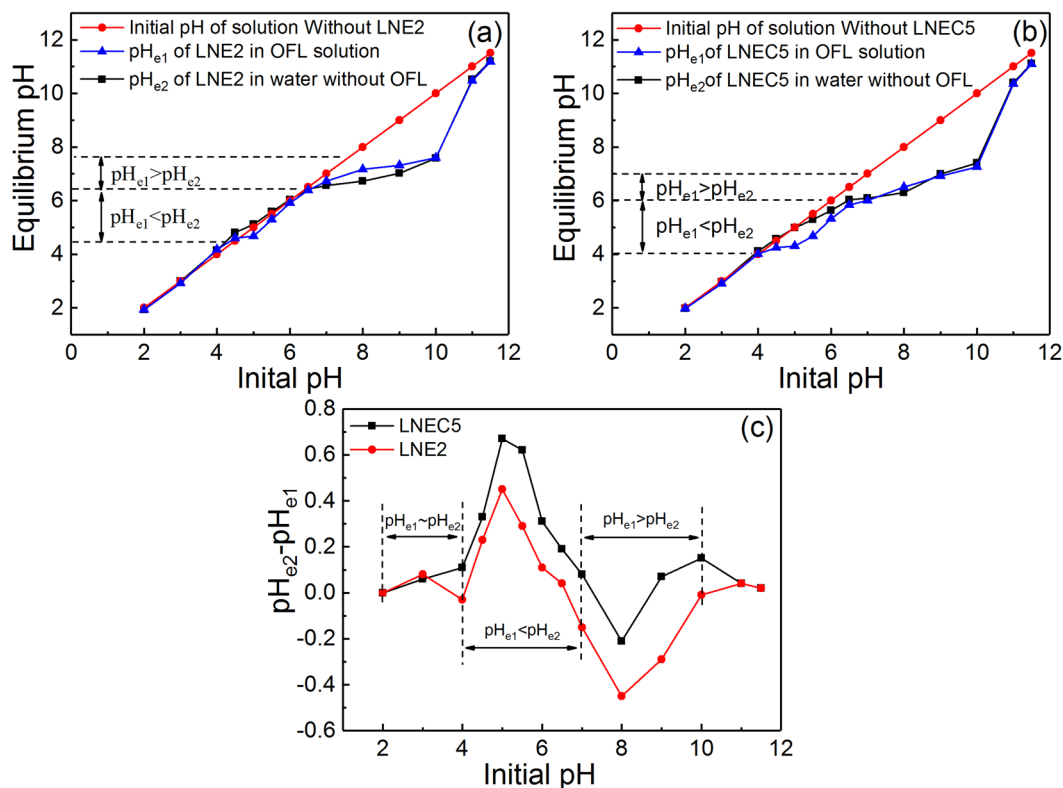 (a)
Initial pH of solution Without LNE2
pHe1 of LNE2 in OFL solution
pHe2 of LNE2 in water without OFL
pHe1>pHe2
pHe1<pHe2
12
10
8
6
4
2
0 2 4 6 8 10 12
Equilibrium pH
Inital pH
(b)
Initial pH of solution Without LNEC5
pHe1of LNEC5 in OFL solution
pHe2of LNEC5 in water without OFL
pHe1>pHe2
pHe1<pHe2
12
10
8
6
4
2
0 2 4 6 8 10 12
Equilibrium pH
Inital pH
(c)
LNEC5
LNE2
pHe1~pHe2
pHe1>pHe2
pHe1<pHe2
0.8
0.4
0.0
-0.2
-0.4
-0.6
2 4 6 8 10
pHe2-pHe1
Initial pH